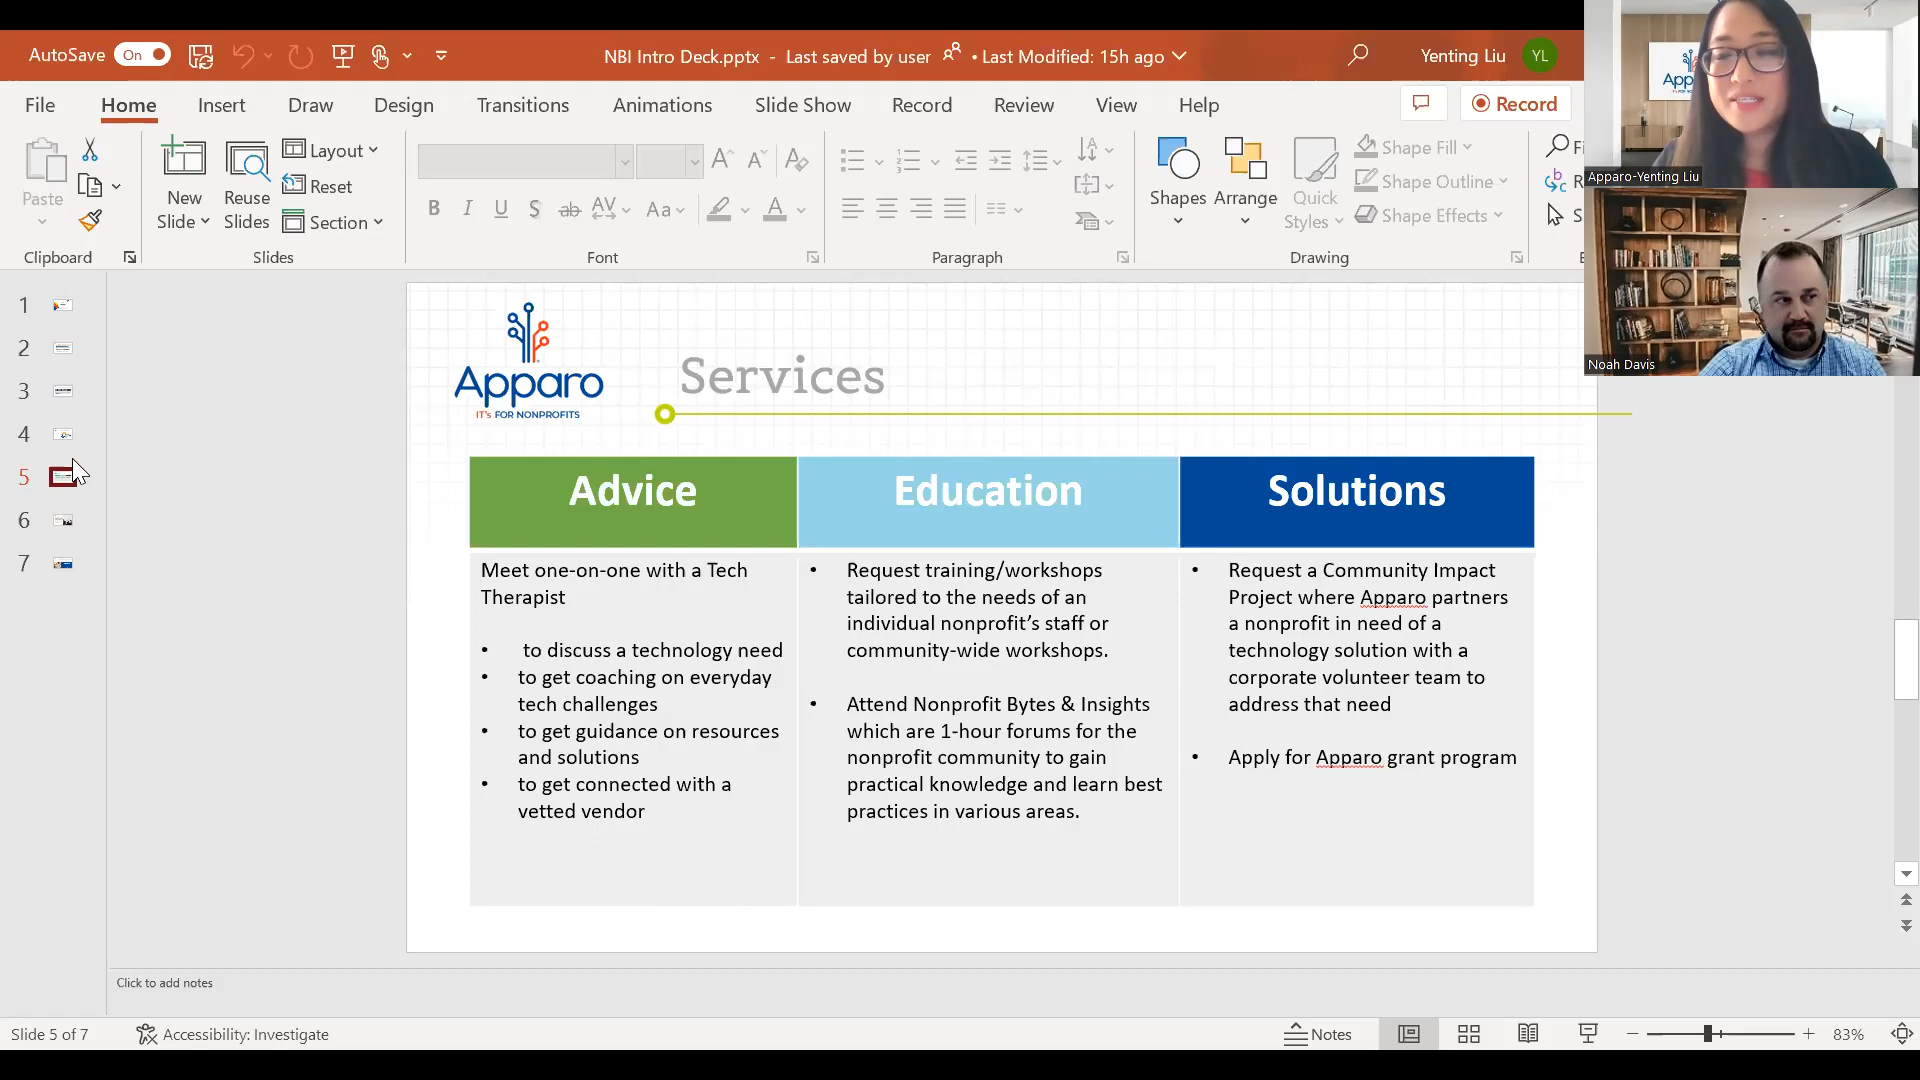 AutoSave On
NBI Intro Deck.pptx - Last saved by user • Last Modified: 15h ago
Yenting Liu YL
File Home Insert Draw Design Transitions Animations Slide Show Record Review View Help
Record
Paste
New
Slide
Reuse
Slides
Layout
Reset
Section
B I U S ab AV Aa A
Shapes
Arrange
Quick
Styles
Shape Fill
Shape Outline
Shape Effects
Clipboard
Slides
Font
Paragraph
Drawing
Apparo-Yenting Liu
Noah Davis
1
2
3
4
5
6
7
Apparo
IT's FOR NONPROFITS
Services
Advice
Meet one-on-one with a Tech
Therapist
• to discuss a technology need
• to get coaching on everyday
tech challenges
• to get guidance on resources
and solutions
• to get connected with a
vetted vendor
Education
• Request training/workshops
tailored to the needs of an
individual nonprofit’s staff or
community-wide workshops.
• Attend Nonprofit Bytes & Insights
which are 1-hour forums for the
nonprofit community to gain
practical knowledge and learn best
practices in various areas.
Solutions
• Request a Community Impact
Project where Apparo partners
a nonprofit in need of a
technology solution with a
corporate volunteer team to
address that need
• Apply for Apparo grant program
Click to add notes
Slide 5 of 7
Accessibility: Investigate
Notes
83%